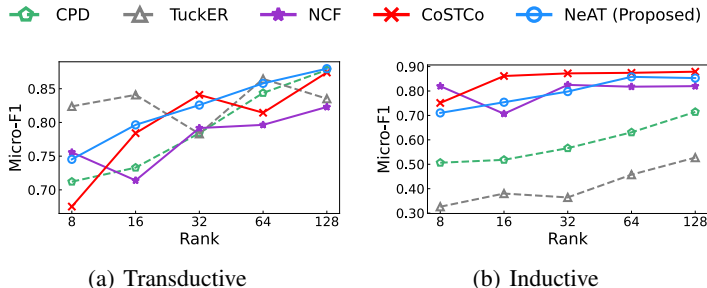 CPD TuckER NCF CoSTCo NeAT (Proposed)
Micro-F1
0.85
0.80
0.75
0.70
8 16 32 64 128
Rank
(a) Transductive
Micro-F1
0.90
0.80
0.70
0.60
0.50
0.40
0.30
8 16 32 64 128
Rank
(b) Inductive